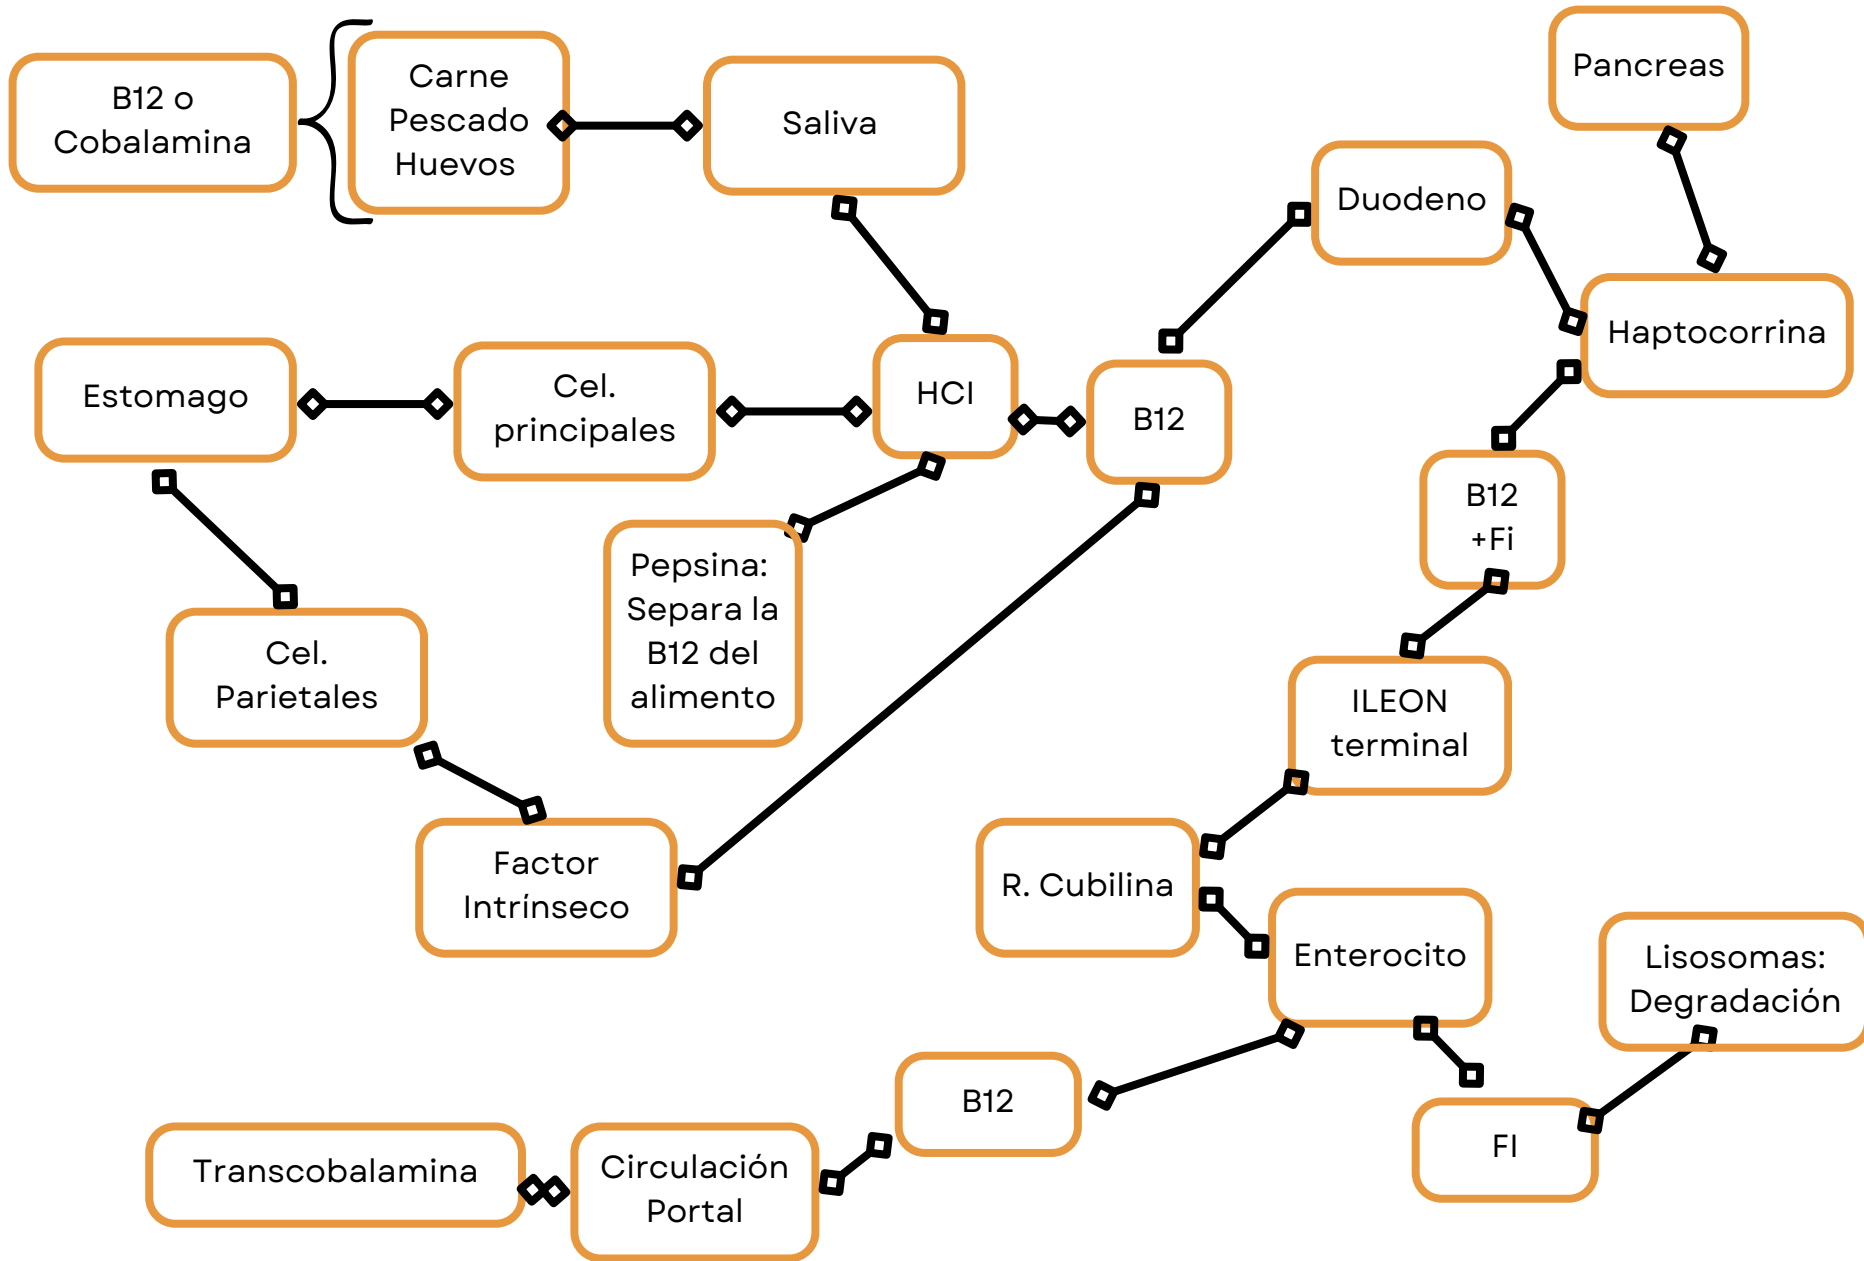 B12 o
Cobalamina
Carne
Pescado
Huevos
Saliva
Pancreas
Duodeno
Haptocorrina
Estomago
Cel.
principales
HCI
B12
B12
+Fi
Pepsina:
Separa la
B12 del
alimento
Cel.
Parietales
ILEON
terminal
Factor
Intrínseco
R. Cubilina
Enterocito
Lisosomas:
Degradación
B12
FI
Transcobalamina
Circulación
Portal